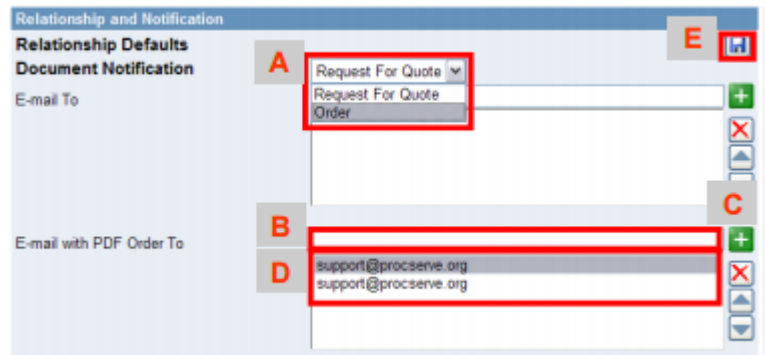 Relationship and Notification
Relationship Defaults
E
Document Notification
A
Request For Quote
E-mail To
Request For Quote
Order
C
B
E-mail with PDF Order To
D
support@procserve.org
support@procserve.org